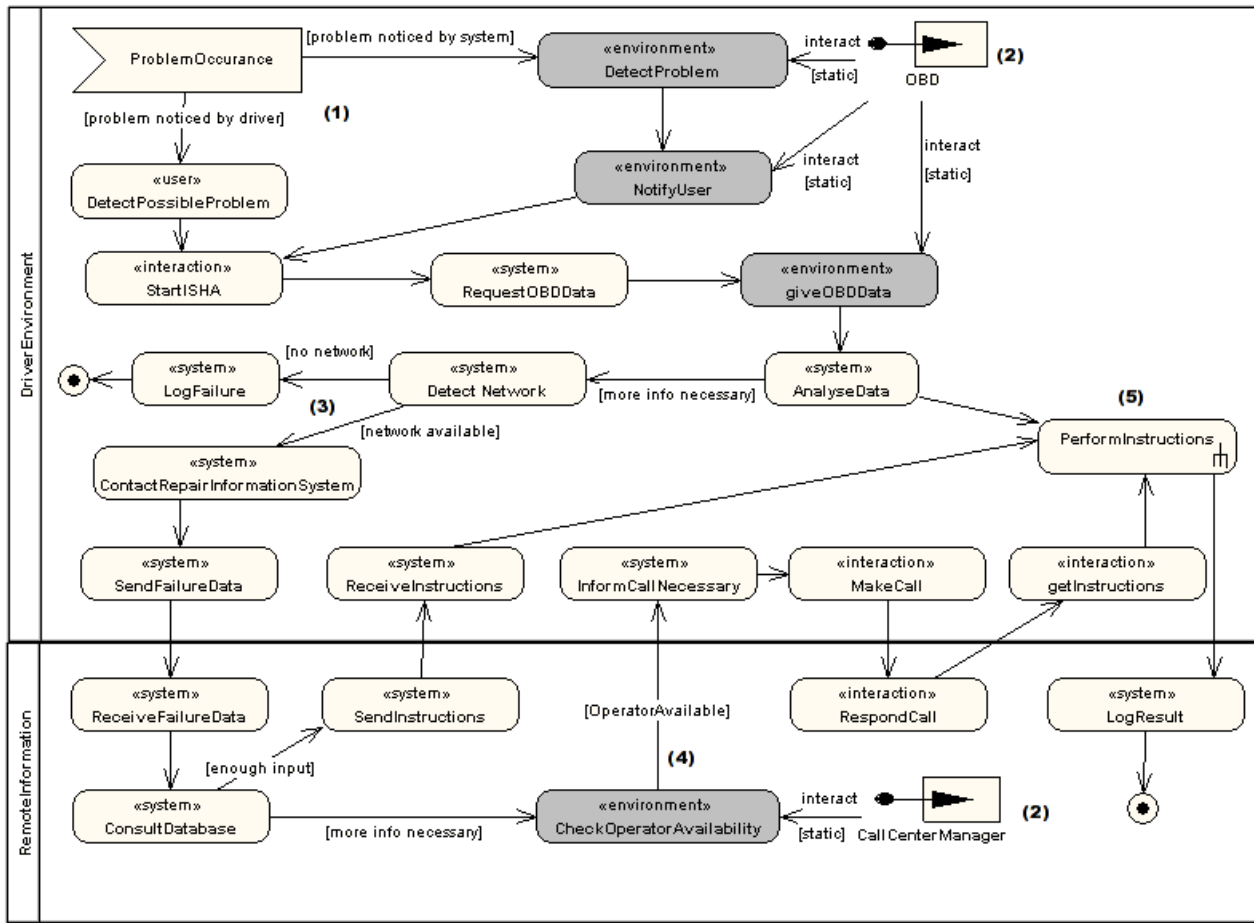 DriverEnvironment
ProblemOccurance
[problem noticed by system]
«environment»
DetectProblem
interact
[static]
OBD
(2)
[problem noticed by driver]
(1)
«user»
DetectPossibleProblem
«environment»
NotifyUser
interact
[static]
interact
[static]
«interaction»
StartISHA
«system»
RequestOBDData
«environment»
giveOBDData
«system»
LogFailure
[no network]
«system»
Detect Network
[more info necessary]
«system»
AnalyseData
(3)
[network available]
(5)
PerformInstructions
«system»
ContactRepairInformationSystem
«system»
SendFailureData
«system»
ReceiveInstructions
«system»
InformCallNecessary
«interaction»
MakeCall
«interaction»
getInstructions
RemoteInformation
«system»
ReceiveFailureData
«system»
SendInstructions
[OperatorAvailable]
«interaction»
RespondCall
«system»
LogResult
[enough input]
(4)
«system»
ConsultDatabase
[more info necessary]
«environment»
CheckOperatorAvailability
interact
[static]
Call Center Manager
(2)